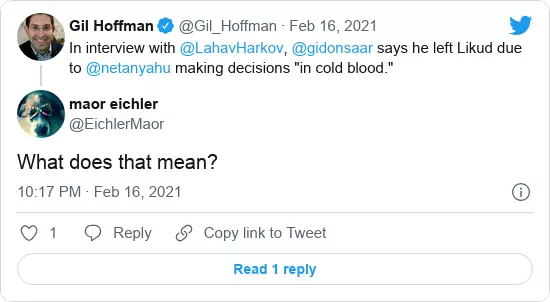 Gil Hoffman @Gil_Hoffman · Feb 16, 2021
In interview with @LahavHarkov, @gidonsaar says he left Likud due
to @netanyahu making decisions "in cold blood."
maor eichler
@EichlerMaor
What does that mean?
10:17 PM · Feb 16, 2021
1 Reply Copy link to Tweet
Read 1 reply